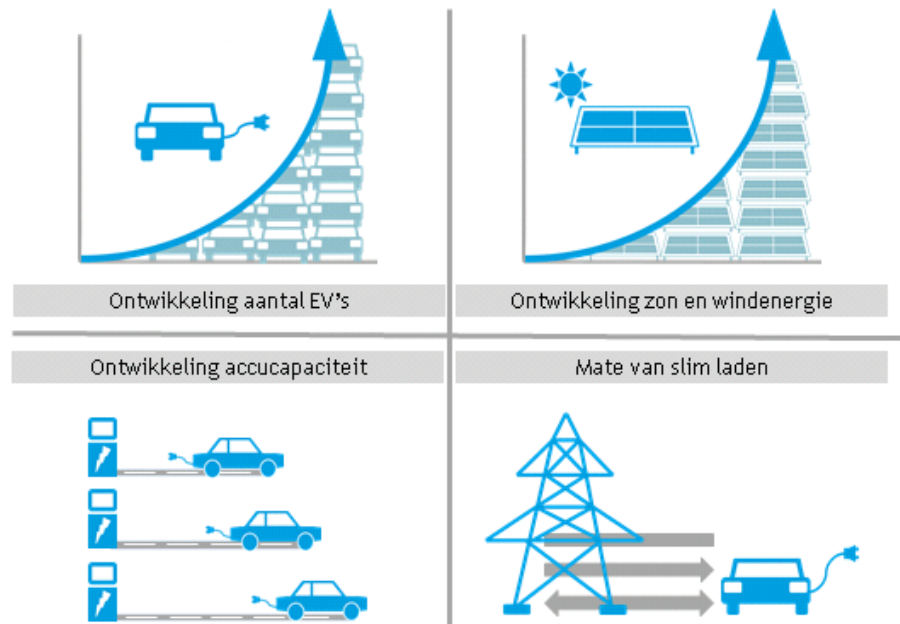 Ontwikkeling aantal EV's
Ontwikkeling zon en windenergie
Ontwikkeling accucapaciteit
Mate van slim laden